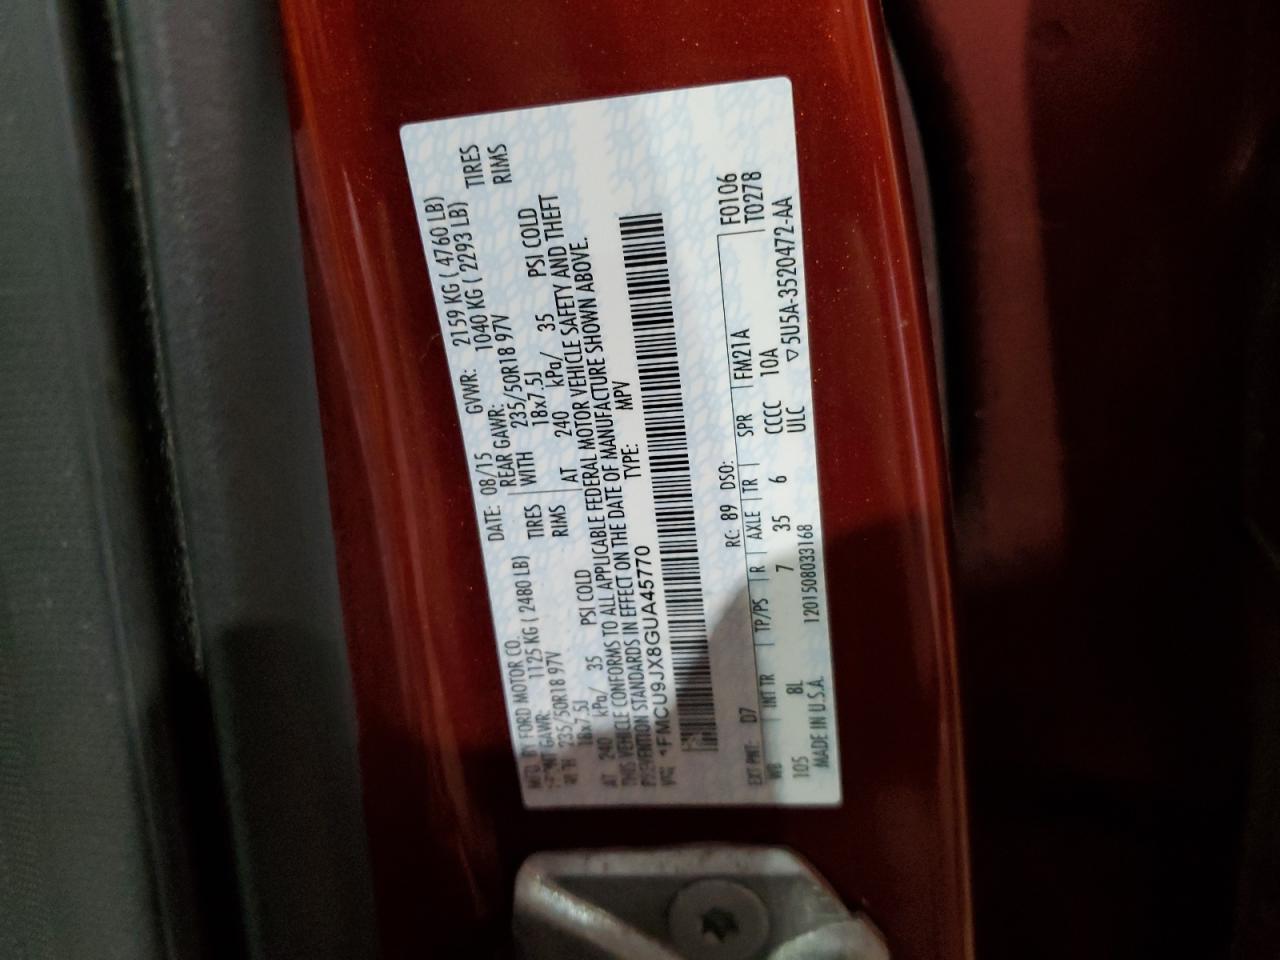 MFD. BY FORD MOTOR CO. DATE: 08/15 GVWR: 2159 KG ( 4760 LB)
FRONT GAWR: 1125 KG ( 2480 LB) REAR GAWR: 1040 KG ( 2293 LB)
WITH 235/50R18 97V TIRES WITH 235/50R18 97V TIRES
18x7.5J RIMS 18x7.5J RIMS
AT 240 kPa/ 35 PSI COLD AT 240 kPa/ 35 PSI COLD
THIS VEHICLE CONFORMS TO ALL APPLICABLE FEDERAL MOTOR VEHICLE SAFETY AND THEFT
PREVENTION STANDARDS IN EFFECT ON THE DATE OF MANUFACTURE SHOWN ABOVE.
VIN: 1FMCU9JX8GUA45770 TYPE: MPV
F0106
EXT PNT: D7 RC: 89 DSO: T0278
WB INT TR TP/PS R AXLE TR SPR FM21A
105 8L 7 35 6 CCCC 10A
MADE IN U.S.A. 1201508033168 ULC ▽5U5A-3520472-AA